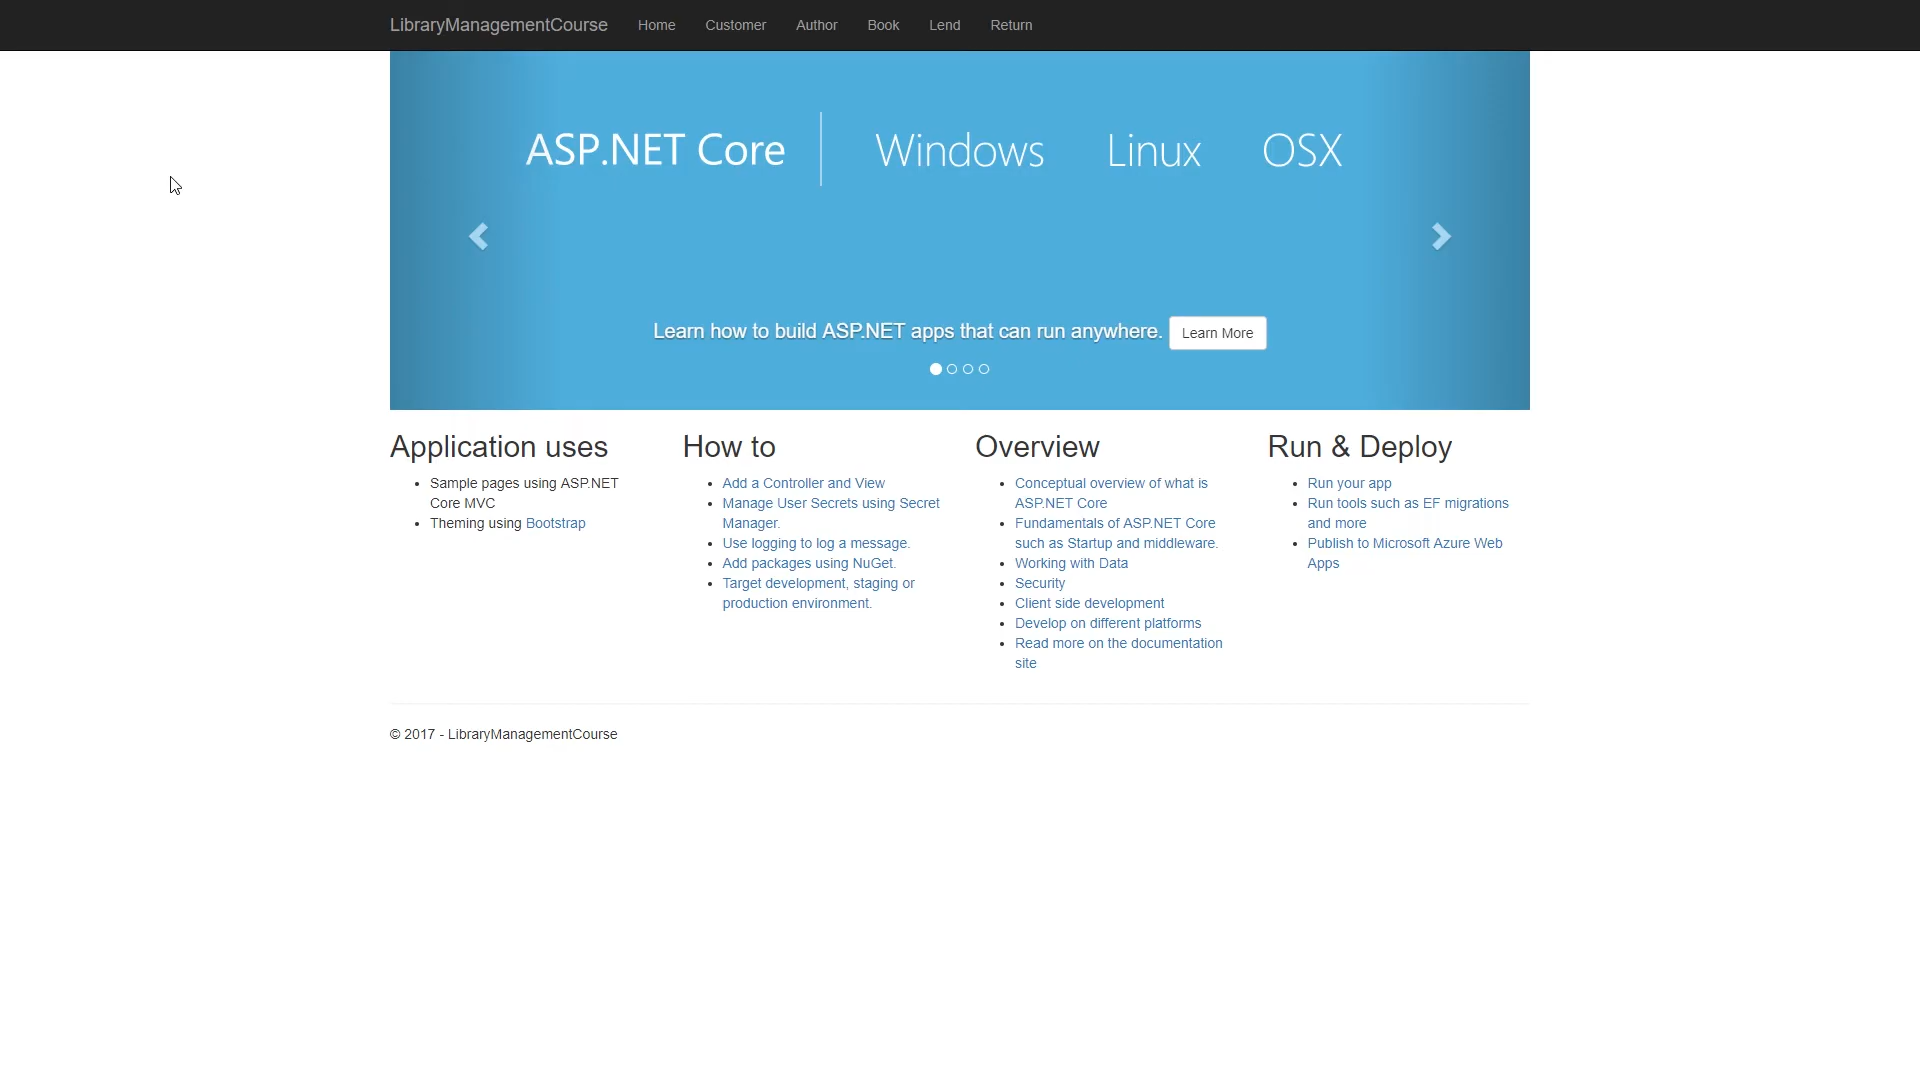 LibraryManagementCourse Home Customer Author Book Lend Return
ASP.NET Core Windows Linux OSX
Learn how to build ASP.NET apps that can run anywhere. Learn More
Application uses
Sample pages using ASP.NET
Core MVC
Theming using Bootstrap
How to
Add a Controller and View
Manage User Secrets using Secret
Manager.
Use logging to log a message.
Add packages using NuGet.
Target development, staging or
production environment.
Overview
Conceptual overview of what is
ASP.NET Core
Fundamentals of ASP.NET Core
such as Startup and middleware.
Working with Data
Security
Client side development
Develop on different platforms
Read more on the documentation
site
Run & Deploy
Run your app
Run tools such as EF migrations
and more
Publish to Microsoft Azure Web
Apps
© 2017 - LibraryManagementCourse